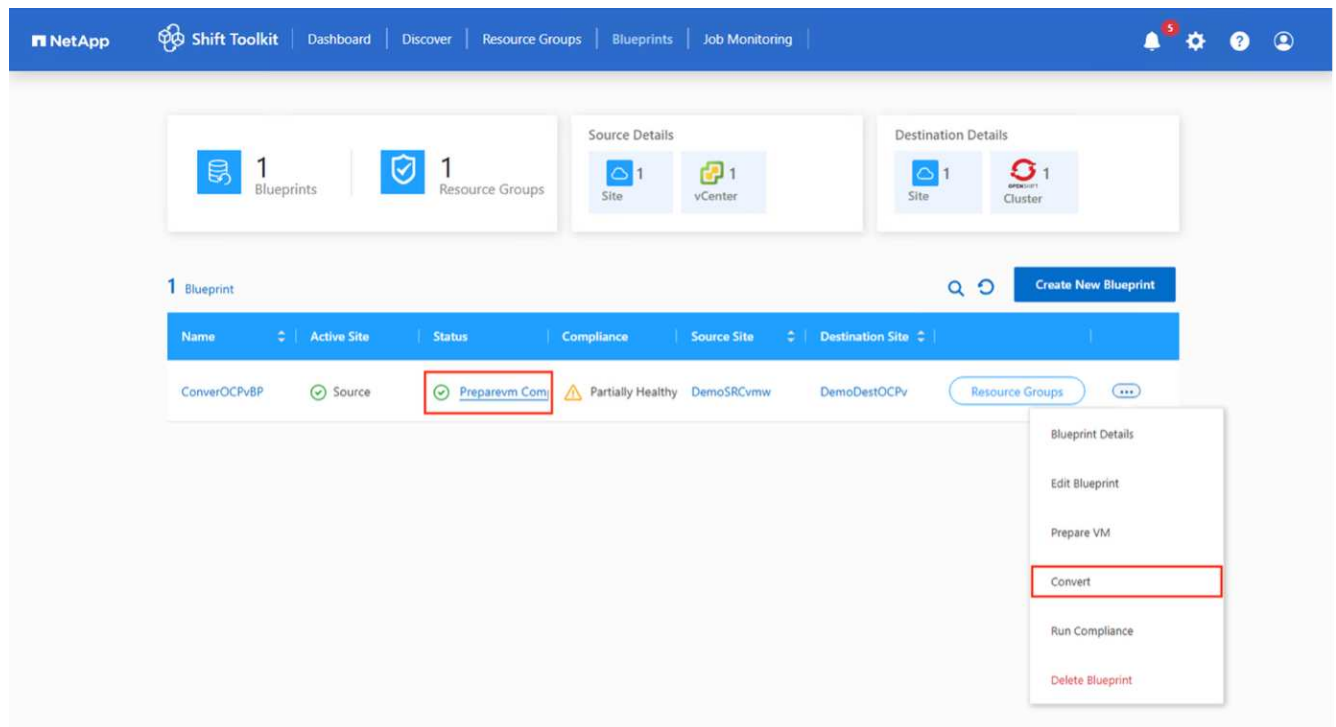 NetApp Shift Toolkit Dashboard Discover Resource Groups Blueprints Job Monitoring 5 ?
1 Blueprints
1 Resource Groups
Source Details
1 Site
1 vCenter
Destination Details
1 Site
OPENSHIFT
1 Cluster
1 Blueprint
Create New Blueprint
Name Active Site Status Compliance Source Site Destination Site
ConverOCPvBP Source Preparevm Com Partially Healthy DemoSRCvmw DemoDestOCPv Resource Groups ...
Blueprint Details
Edit Blueprint
Prepare VM
Convert
Run Compliance
Delete Blueprint